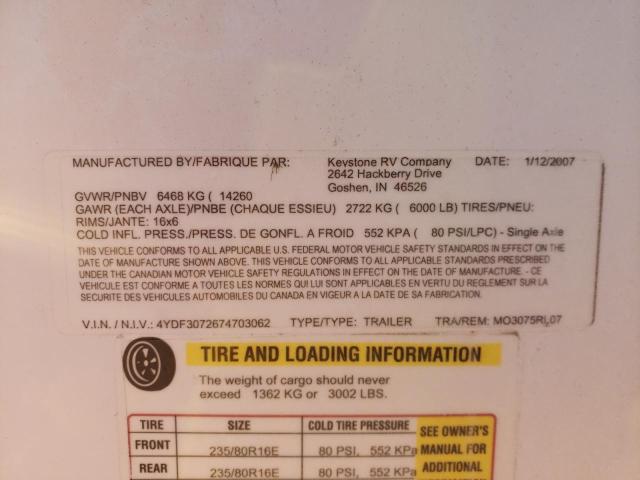 MANUFACTURED BY/FABRIQUE PAR: Keystone RV Company DATE: 1/12/2007
2642 Hackberry Drive
Goshen, IN 46526
GVWR/PNBV 6468 KG ( 14260
GAWR (EACH AXLE)/PNBE (CHAQUE ESSIEU) 2722 KG ( 6000 LB) TIRES/PNEU:
RIMS/JANTE: 16x6
COLD INFL. PRESS./PRESS. DE GONFL. A FROID 552 KPA ( 80 PSI/LPC) - Single Axle
THIS VEHICLE CONFORMS TO ALL APPLICABLE U.S. FEDERAL MOTOR VEHICLE SAFETY STANDARDS IN EFFECT ON THE
DATE OF MANUFACTURE SHOWN ABOVE. THIS VEHICLE CONFORMS TO ALL APPLICABLE STANDARDS PRESCRIBED
UNDER THE CANADIAN MOTOR VEHICLE SAFETY REGULATIONS IN EFFECT ON THE DATE OF MANUFACTURE. - CE
VEHICULE EST CONFORME A TOUTES LES NORMES QUI LUI SONT APPLICABLES EN VERTU DU REGLEMENT SUR LA
SECURITE DES VEHICULES AUTOMOBILES DU CANADA EN VIGEUR A LA DATE DE SA FABRICATION.
V.I.N. / N.I.V.: 4YDF3072674703062 TYPE/TYPE: TRAILER TRA/REM: MO3075RL07
TIRE AND LOADING INFORMATION
The weight of cargo should never
exceed 1362 KG or 3002 LBS.
TIRE SIZE COLD TIRE PRESSURE SEE OWNER'S
FRONT 235/80R16E 80 PSI, 552 KPa MANUAL FOR
REAR 235/80R16E 80 PSI, 552 KPa ADDITIONAL